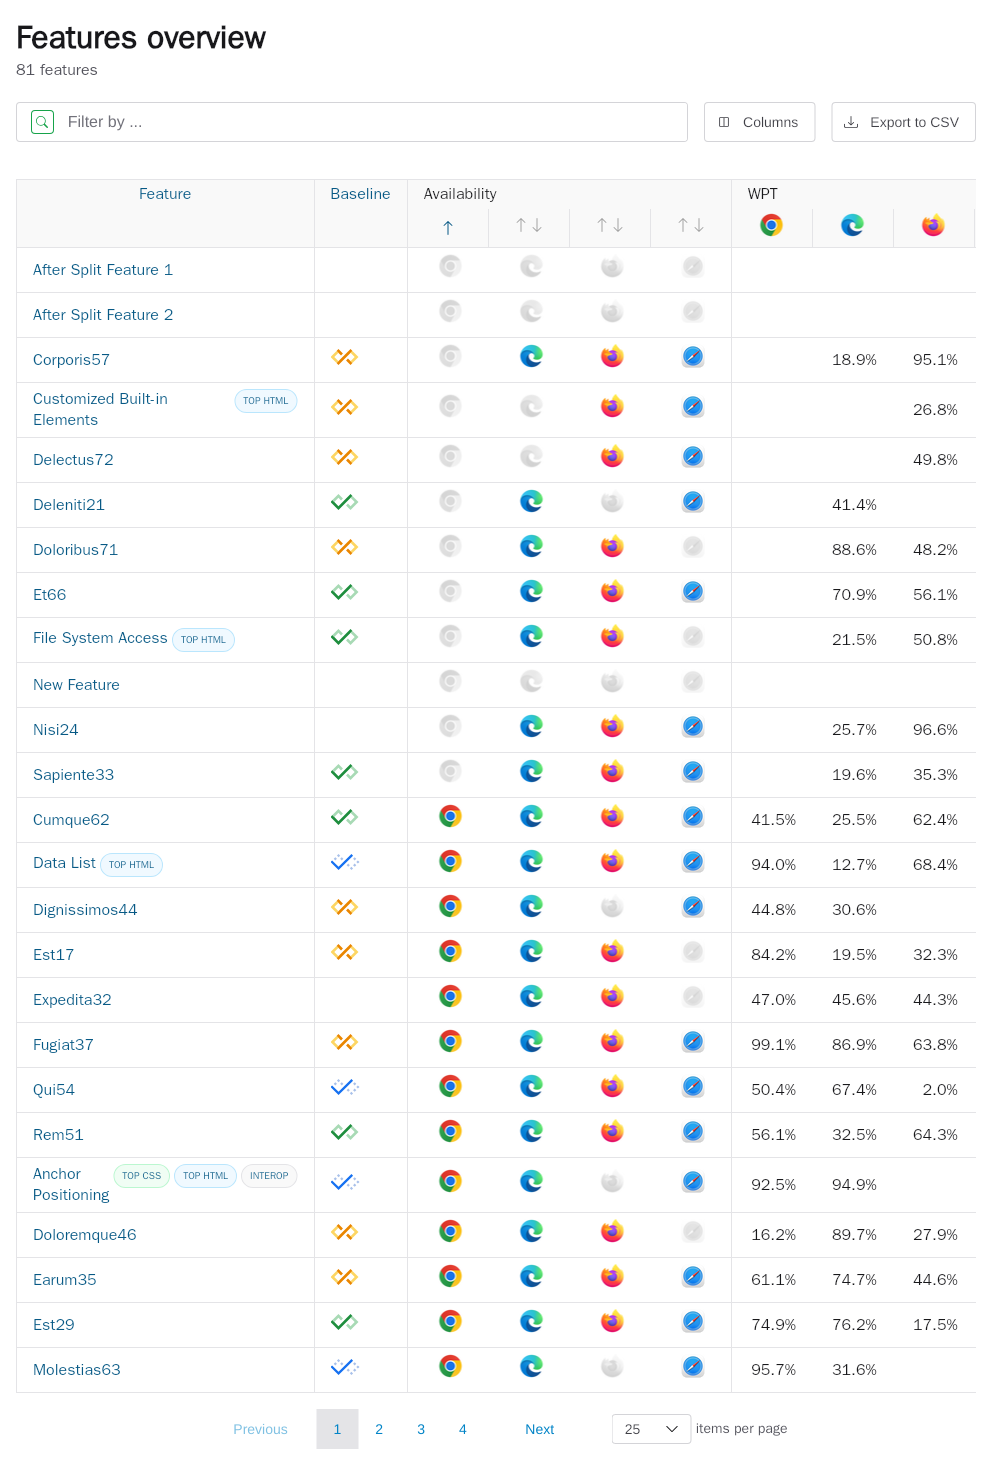 Features overview
81 features
Filter by ...
Columns
Export to CSV
Feature Baseline Availability WPT
After Split Feature 1
After Split Feature 2
Corporis57 18.9% 95.1%
Customized Built-in TOP HTML
Elements 26.8%
Delectus72 49.8%
Deleniti21 41.4%
Doloribus71 88.6% 48.2%
Et66 70.9% 56.1%
File System Access TOP HTML 21.5% 50.8%
New Feature
Nisi24 25.7% 96.6%
Sapiente33 19.6% 35.3%
Cumque62 41.5% 25.5% 62.4%
Data List TOP HTML 94.0% 12.7% 68.4%
Dignissimos44 44.8% 30.6%
Est17 84.2% 19.5% 32.3%
Expedita32 47.0% 45.6% 44.3%
Fugiat37 99.1% 86.9% 63.8%
Qui54 50.4% 67.4% 2.0%
Rem51 56.1% 32.5% 64.3%
Anchor TOP CSS TOP HTML INTEROP
Positioning 92.5% 94.9%
Doloremque46 16.2% 89.7% 27.9%
Earum35 61.1% 74.7% 44.6%
Est29 74.9% 76.2% 17.5%
Molestias63 95.7% 31.6%
Previous 1 2 3 4 Next 25 items per page